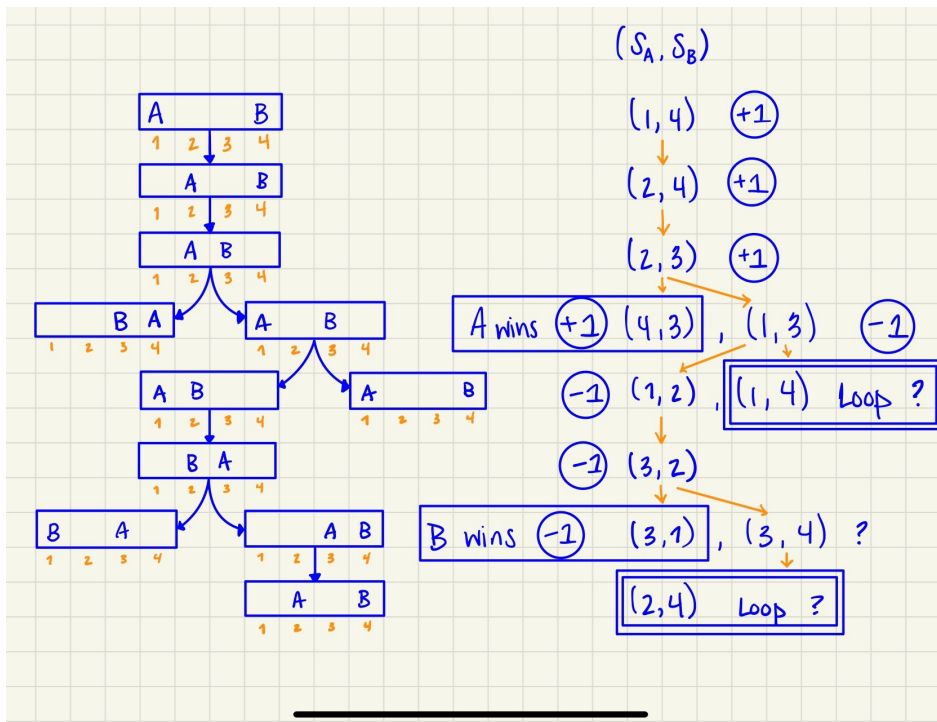 (S_A, S_B)
A B
1 2 3 4
(1,4) +1
A B
1 2 3 4
(2,4) +1
A B
1 2 3 4
(2,3) +1
B A
1 2 3 4
A B
1 2 3 4
A wins +1 (4,3) , (1,3) -1
A B
1 2 3 4
A B
1 2 3 4
-1 (1,2) , (1,4) Loop ?
B A
1 2 3 4
-1 (3,2)
B A
1 2 3 4
A B
1 2 3 4
B wins -1 (3,1) , (3,4) ?
A B
1 2 3 4
(2,4) Loop ?